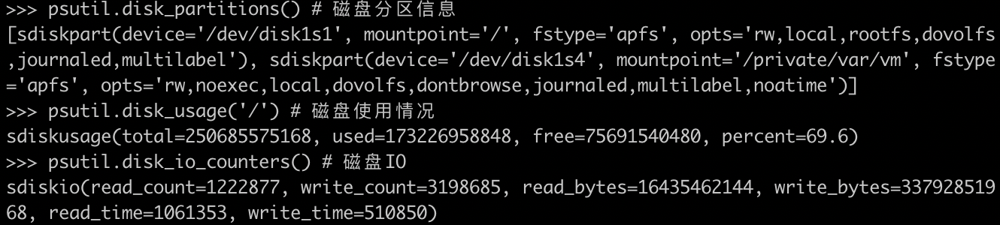 >>> psutil.disk_partitions() # 磁盘分区信息
[sdiskpart(device='/dev/disk1s1', mountpoint='/', fstype='apfs', opts='rw,local,rootfs,dovolfs
,journaled,multilabel'), sdiskpart(device='/dev/disk1s4', mountpoint='/private/var/vm', fstype
='apfs', opts='rw,noexec,local,dovolfs,dontbrowse,journaled,multilabel,noatime')]
>>> psutil.disk_usage('/') # 磁盘使用情况
sdiskusage(total=250685575168, used=173226958848, free=75691540480, percent=69.6)
>>> psutil.disk_io_counters() # 磁盘IO
sdiskio(read_count=1222877, write_count=3198685, read_bytes=16435462144, write_bytes=337928519
68, read_time=1061353, write_time=510850)